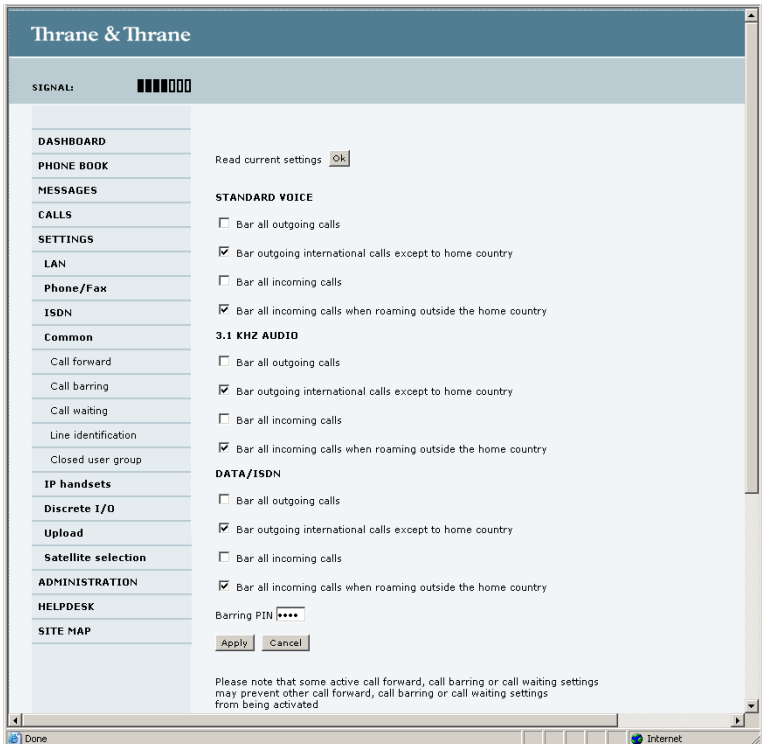 Thrane & Thrane
SIGNAL:
DASHBOARD
PHONE BOOK
MESSAGES
CALLS
SETTINGS
LAN
Phone/Fax
ISDN
Common
Call forward
Call barring
Call waiting
Line identification
Closed user group
IP handsets
Discrete I/O
Upload
Satellite selection
ADMINISTRATION
HELPDESK
SITE MAP
Read current settings Ok
STANDARD VOICE
Bar all outgoing calls
Bar outgoing international calls except to home country
Bar all incoming calls
Bar all incoming calls when roaming outside the home country
3.1 KHZ AUDIO
Bar all outgoing calls
Bar outgoing international calls except to home country
Bar all incoming calls
Bar all incoming calls when roaming outside the home country
DATA/ISDN
Bar all outgoing calls
Bar outgoing international calls except to home country
Bar all incoming calls
Bar all incoming calls when roaming outside the home country
Barring PIN ••••
Apply Cancel
Please note that some active call forward, call barring or call waiting settings
may prevent other call forward, call barring or call waiting settings
from being activated
Done Internet